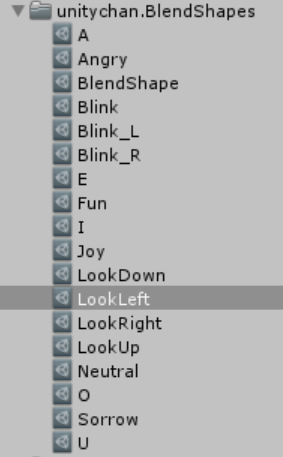 unitychan.BlendShapes
A
Angry
BlendShape
Blink
Blink_L
Blink_R
E
Fun
I
Joy
LookDown
LookLeft
LookRight
LookUp
Neutral
O
Sorrow
U